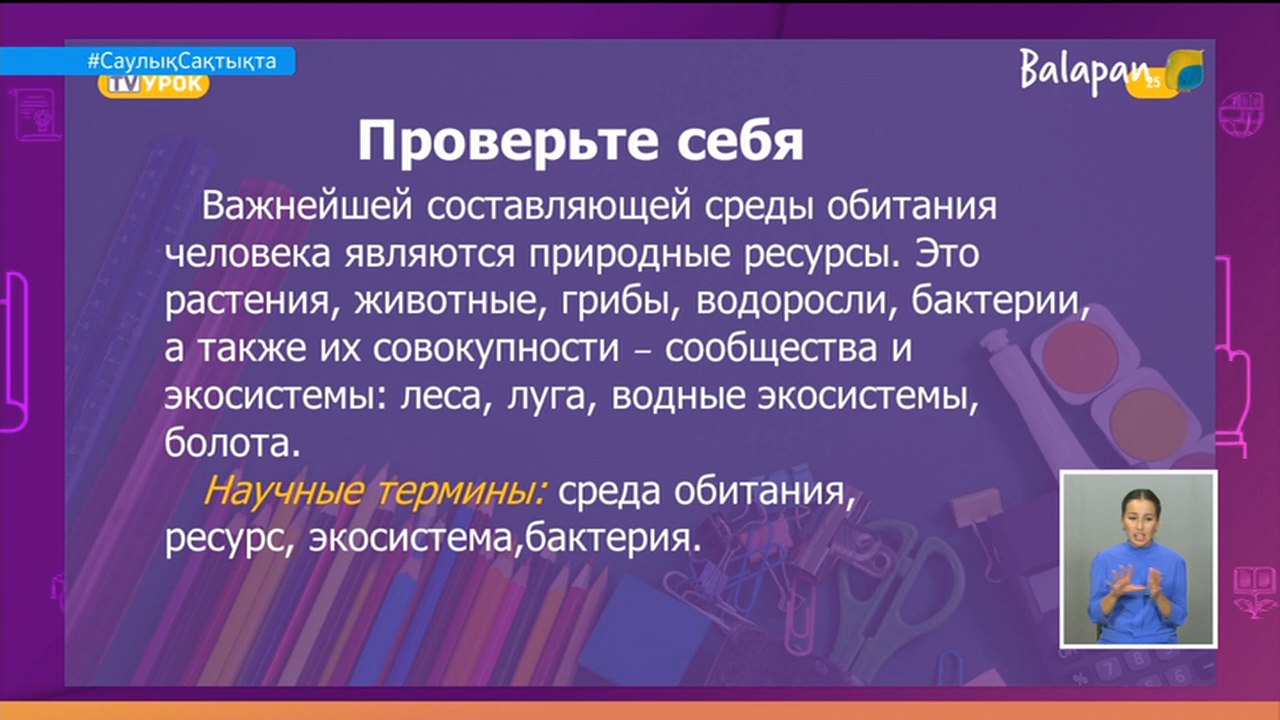 #СаулықСақтықта
TV УРОК
Balapan
25
Проверьте себя
Важнейшей составляющей среды обитания
человека являются природные ресурсы. Это
растения, животные, грибы, водоросли, бактерии,
а также их совокупности – сообщества и
экосистемы: леса, луга, водные экосистемы,
болота.
Научные термины: среда обитания,
ресурс, экосистема,бактерия.